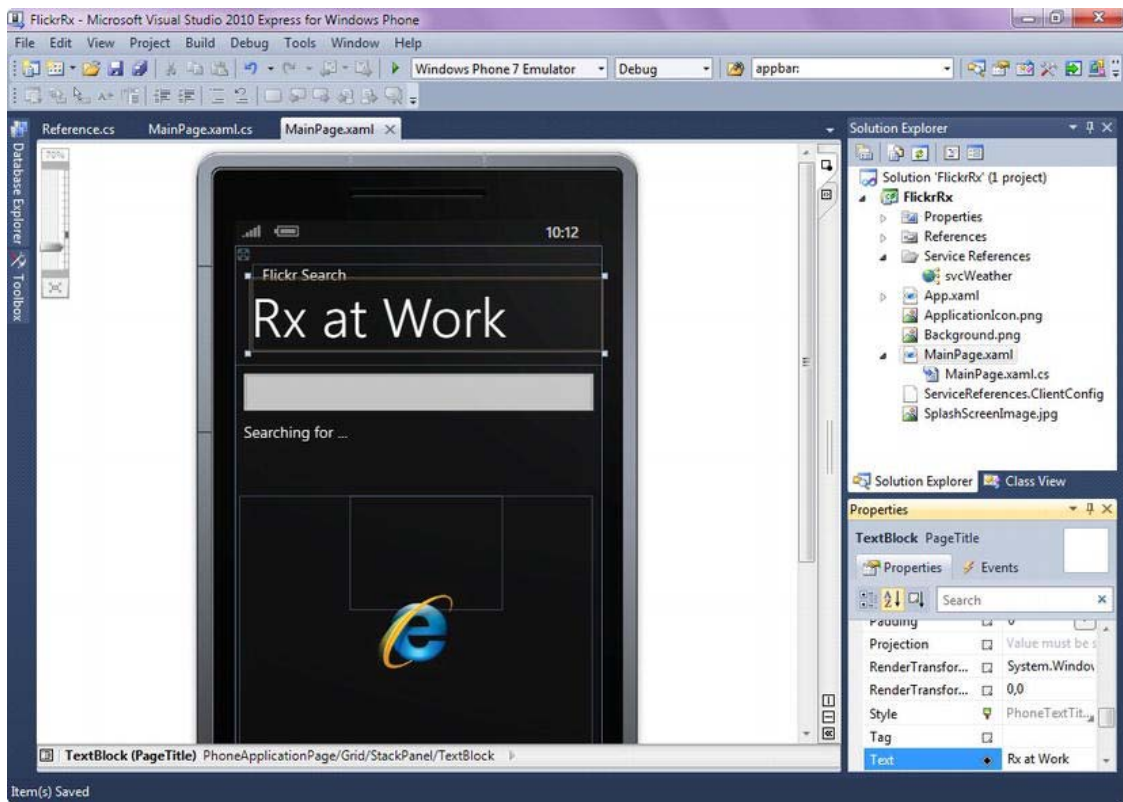 FlickrRx - Microsoft Visual Studio 2010 Express for Windows Phone
File Edit View Project Build Debug Tools Window Help
Windows Phone 7 Emulator Debug appbar:
Reference.cs MainPage.xaml.cs MainPage.xaml
Database Explorer
Toolbox
70%
10:12
Flickr Search
Rx at Work
Searching for ...
TextBlock (PageTitle) PhoneApplicationPage/Grid/StackPanel/TextBlock
Item(s) Saved
Solution Explorer
Solution 'FlickrRx' (1 project)
FlickrRx
Properties
References
Service References
svcWeather
App.xaml
ApplicationIcon.png
Background.png
MainPage.xaml
MainPage.xaml.cs
ServiceReferences.ClientConfig
SplashScreenImage.jpg
Solution Explorer Class View
Properties
TextBlock PageTitle
Properties Events
Search
Padding 0
Projection Value must be s
RenderTransfor... System.Window
RenderTransfor... 0,0
Style PhoneTextTit...
Tag
Text Rx at Work